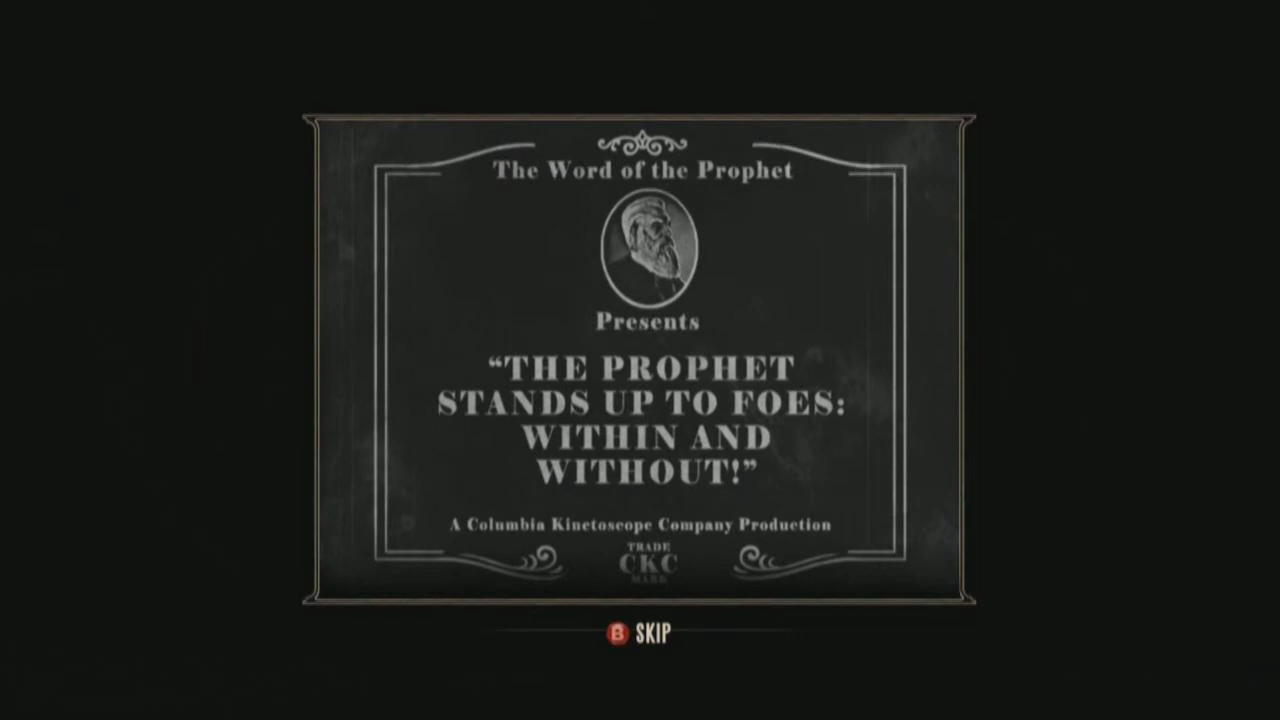 The Word of the Prophet
Presents
“THE PROPHET
STANDS UP TO FOES:
WITHIN AND
WITHOUT!”
A Columbia Kinetoscope Company Production
TRADE
CKC
MARK
B SKIP